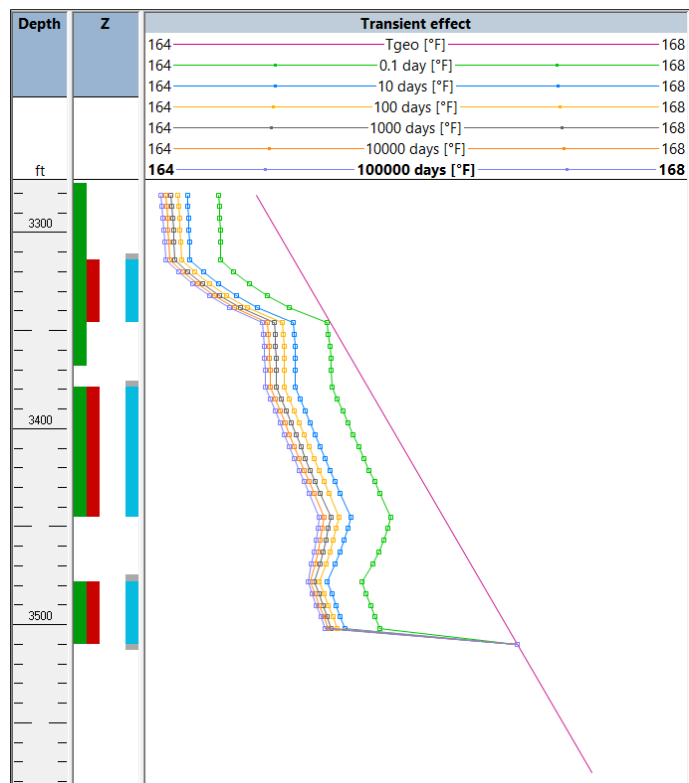 Depth Z Transient effect
164 Tgeo [°F] 168
164 0.1 day [°F] 168
164 10 days [°F] 168
164 100 days [°F] 168
164 1000 days [°F] 168
164 10000 days [°F] 168
ft 164 100000 days [°F] 168
3300
3400
3500